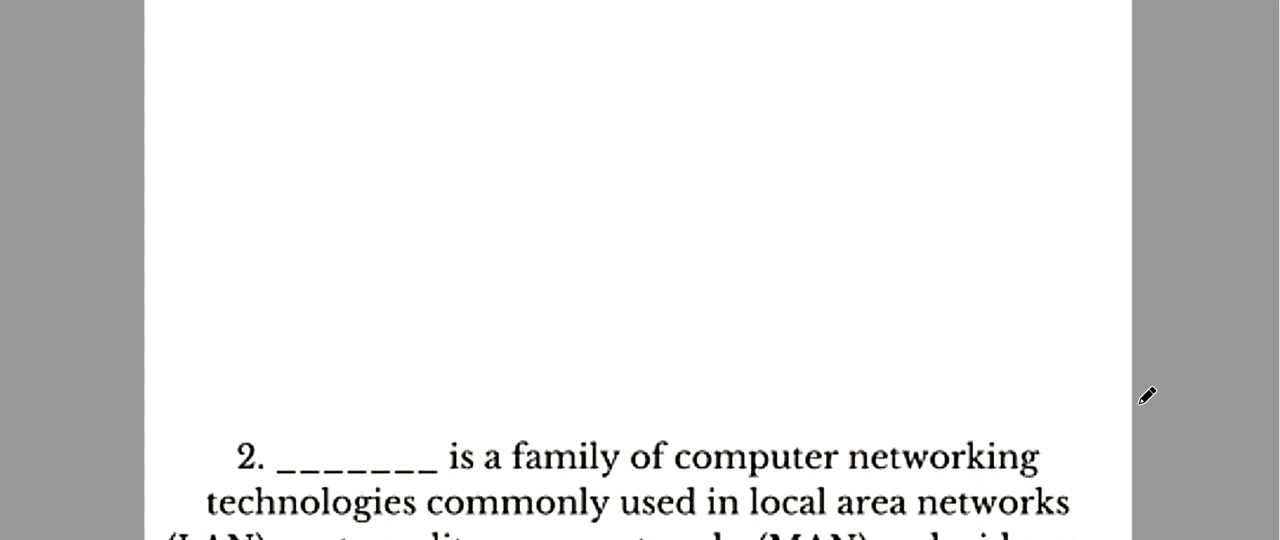 2. _______ is a family of computer networking
technologies commonly used in local area networks